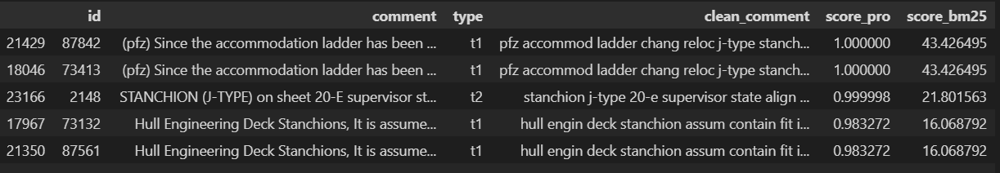 id comment type clean_comment score_pro score_bm25
21429 87842 (pfz) Since the accommodation ladder has been ... t1 pfz accommod ladder chang reloc j-type stanch... 1.000000 43.426495
18046 73413 (pfz) Since the accommodation ladder has been ... t1 pfz accommod ladder chang reloc j-type stanch... 1.000000 43.426495
23166 2148 STANCHION (J-TYPE) on sheet 20-E supervisor st... t2 stanchion j-type 20-e supervisor state align ... 0.999998 21.801563
17967 73132 Hull Engineering Deck Stanchions, It is assume... t1 hull engin deck stanchion assum contain fit i... 0.983272 16.068792
21350 87561 Hull Engineering Deck Stanchions, It is assume... t1 hull engin deck stanchion assum contain fit i... 0.983272 16.068792